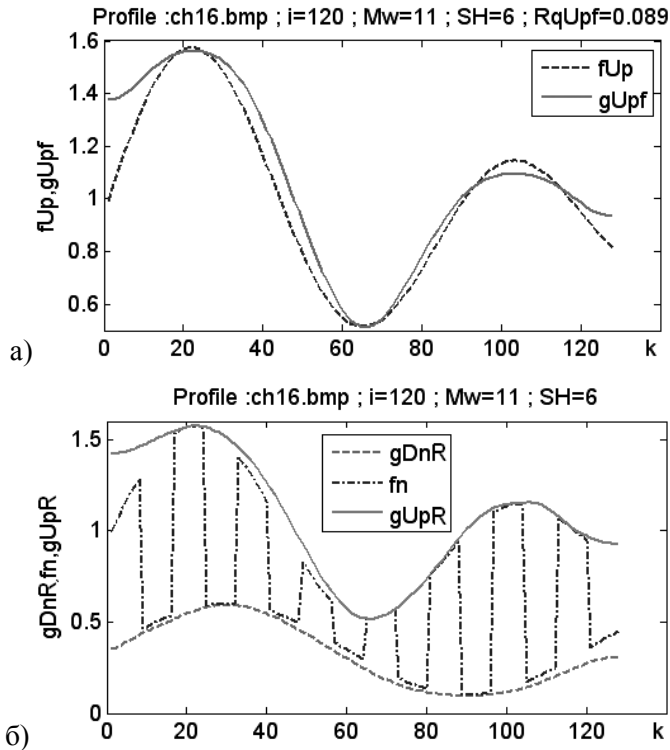 Profile :ch16.bmp ; i=120 ; Mw=11 ; SH=6 ; RqUpf=0.089
1.6
1.4
1.2
1
0.8
0.6
fUp,gUpf
fUp
gUpf
0 20 40 60 80 100 120 k
а)
Profile :ch16.bmp ; i=120 ; Mw=11 ; SH=6
1.5
1
0.5
0
gDnR,fn,gUpR
gDnR
fn
gUpR
0 20 40 60 80 100 120 k
б)